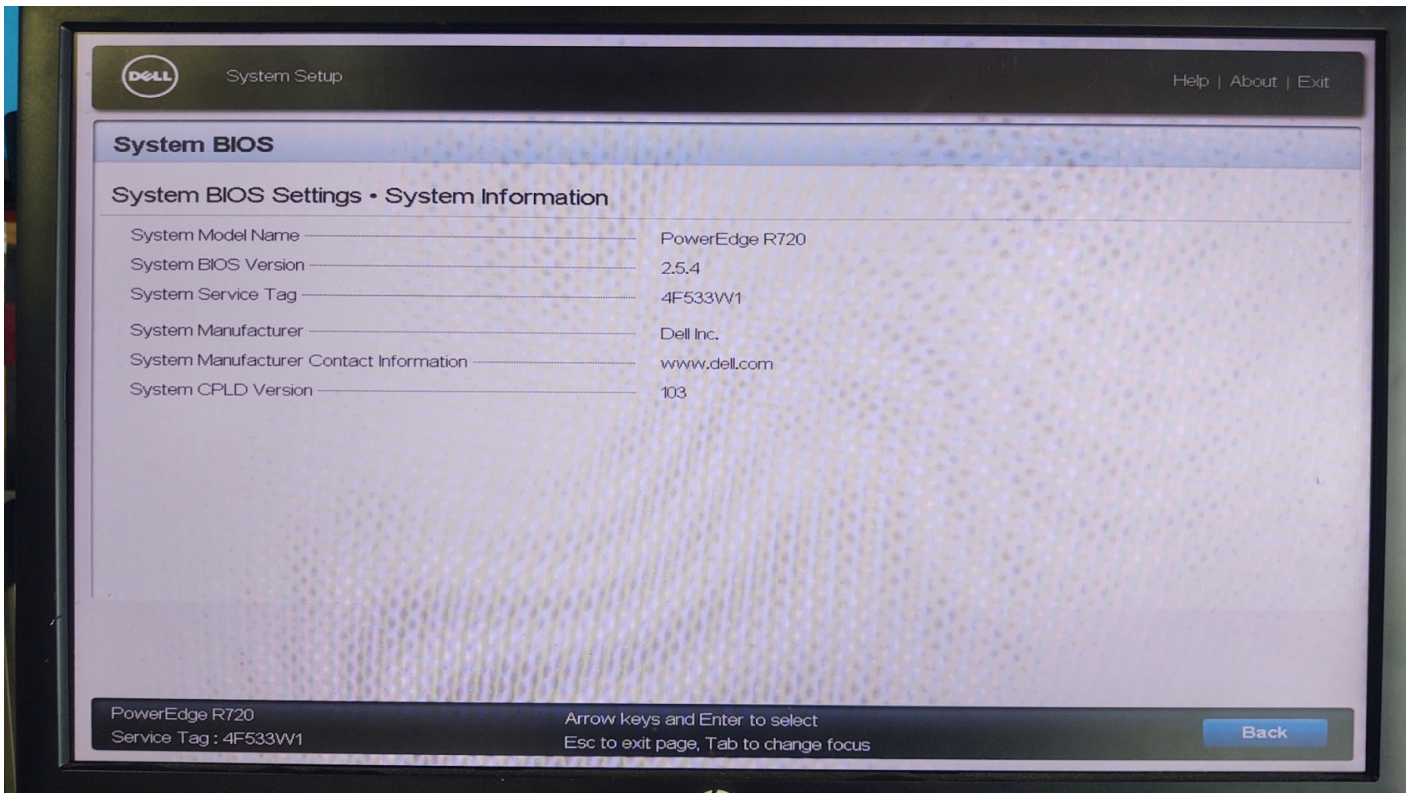 DELL
System Setup
Help | About | Exit
System BIOS
System BIOS Settings • System Information
System Model Name PowerEdge R720
System BIOS Version 2.5.4
System Service Tag 4F533W1
System Manufacturer Dell Inc.
System Manufacturer Contact Information www.dell.com
System CPLD Version 103
PowerEdge R720
Service Tag : 4F533W1
Arrow keys and Enter to select
Esc to exit page, Tab to change focus
Back